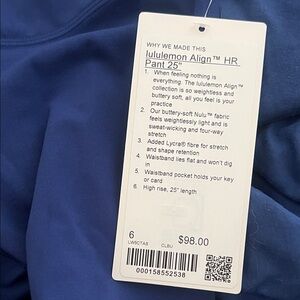 WHY WE MADE THIS
lululemon Align™ HR
Pant 25"
1. When feeling nothing is
everything. The lululemon Align™
collection is so weightless and
buttery soft, all you feel is your
practice
2. Our buttery-soft Nulu™ fabric
feels weightlessly light and is
sweat-wicking and four-way
stretch
3. Added Lycra® fibre for stretch
and shape retention
4. Waistband lies flat and won't dig
in
5. Waistband pocket holds your key
or card
6. High rise, 25" length
6
$98.00
LW5CTAS CLBU
000158552538